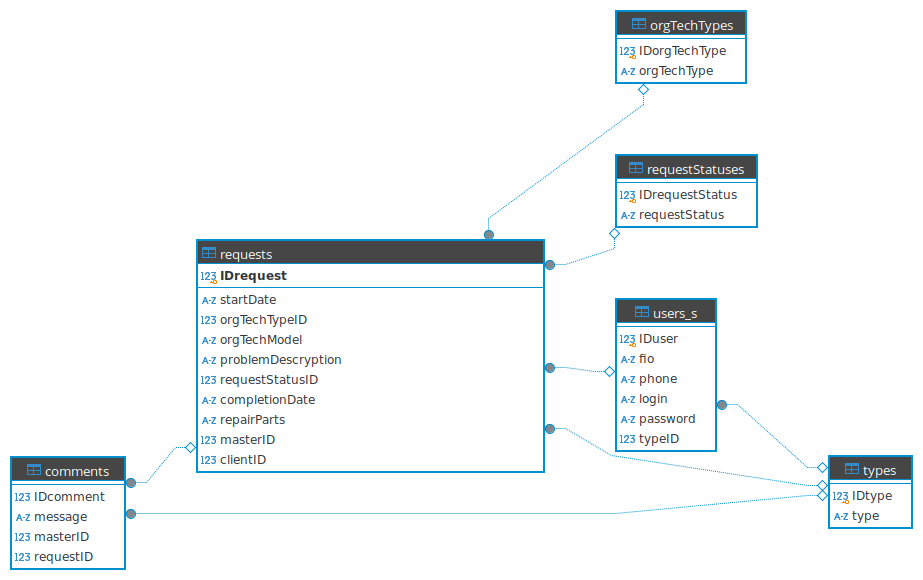 orgTechTypes
123 IDorgTechType
A-Z orgTechType
requestStatuses
123 IDrequestStatus
A-Z requestStatus
requests
123 IDrequest
A-Z startDate
123 orgTechTypeID
A-Z orgTechModel
A-Z problemDescryption
123 requestStatusID
A-Z completionDate
A-Z repairParts
123 masterID
123 clientID
users_s
123 IDuser
A-Z fio
A-Z phone
A-Z login
A-Z password
123 typeID
comments
123 IDcomment
A-Z message
123 masterID
123 requestID
types
123 IDtype
A-Z type